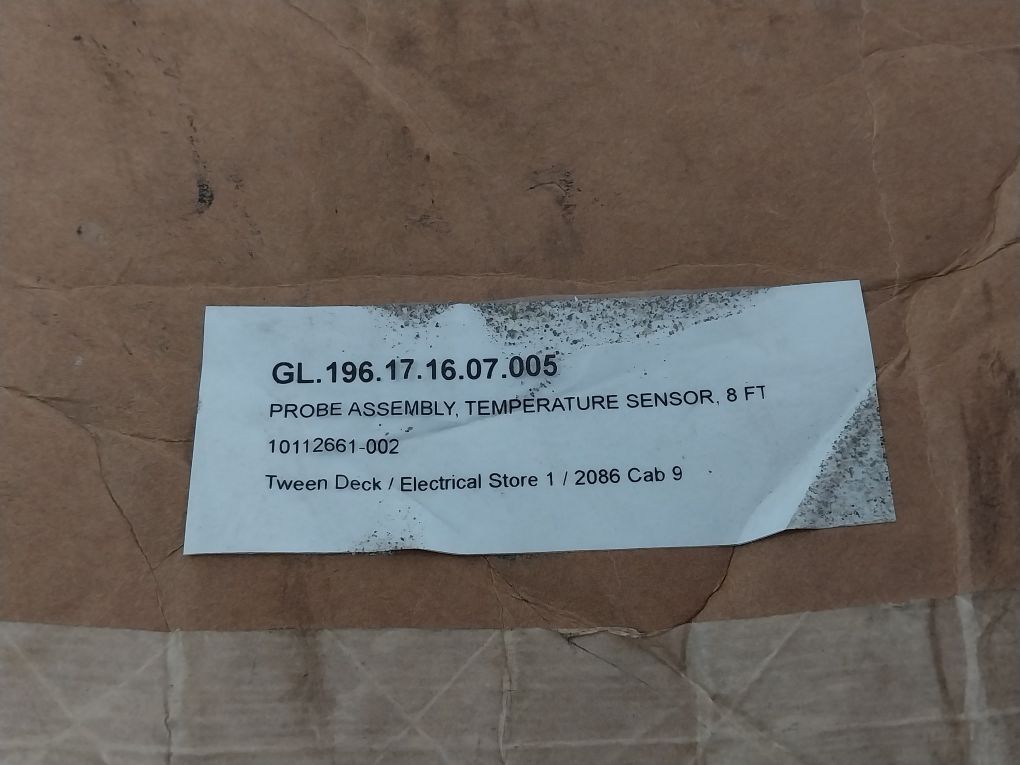 GL.196.17.16.07.005
PROBE ASSEMBLY, TEMPERATURE SENSOR, 8 FT
10112661-002
Tween Deck / Electrical Store 1 / 2086 Cab 9